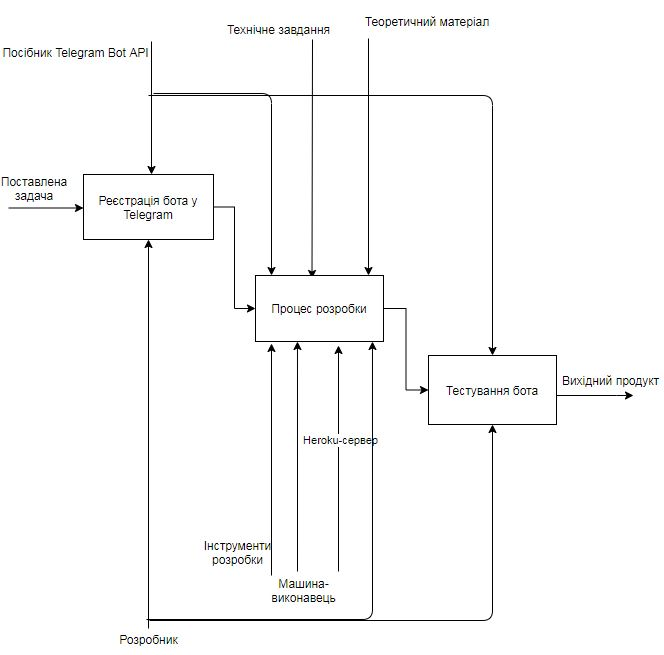 Теоретичний матеріал
Технічне завдання
Посібник Telegram Bot API
Поставлена
задача
Реєстрація бота у
Telegram
Процес розробки
Тестування бота
Вихідний продукт
Heroku-сервер
Інструменти
розробки
Машина-
виконавець
Розробник